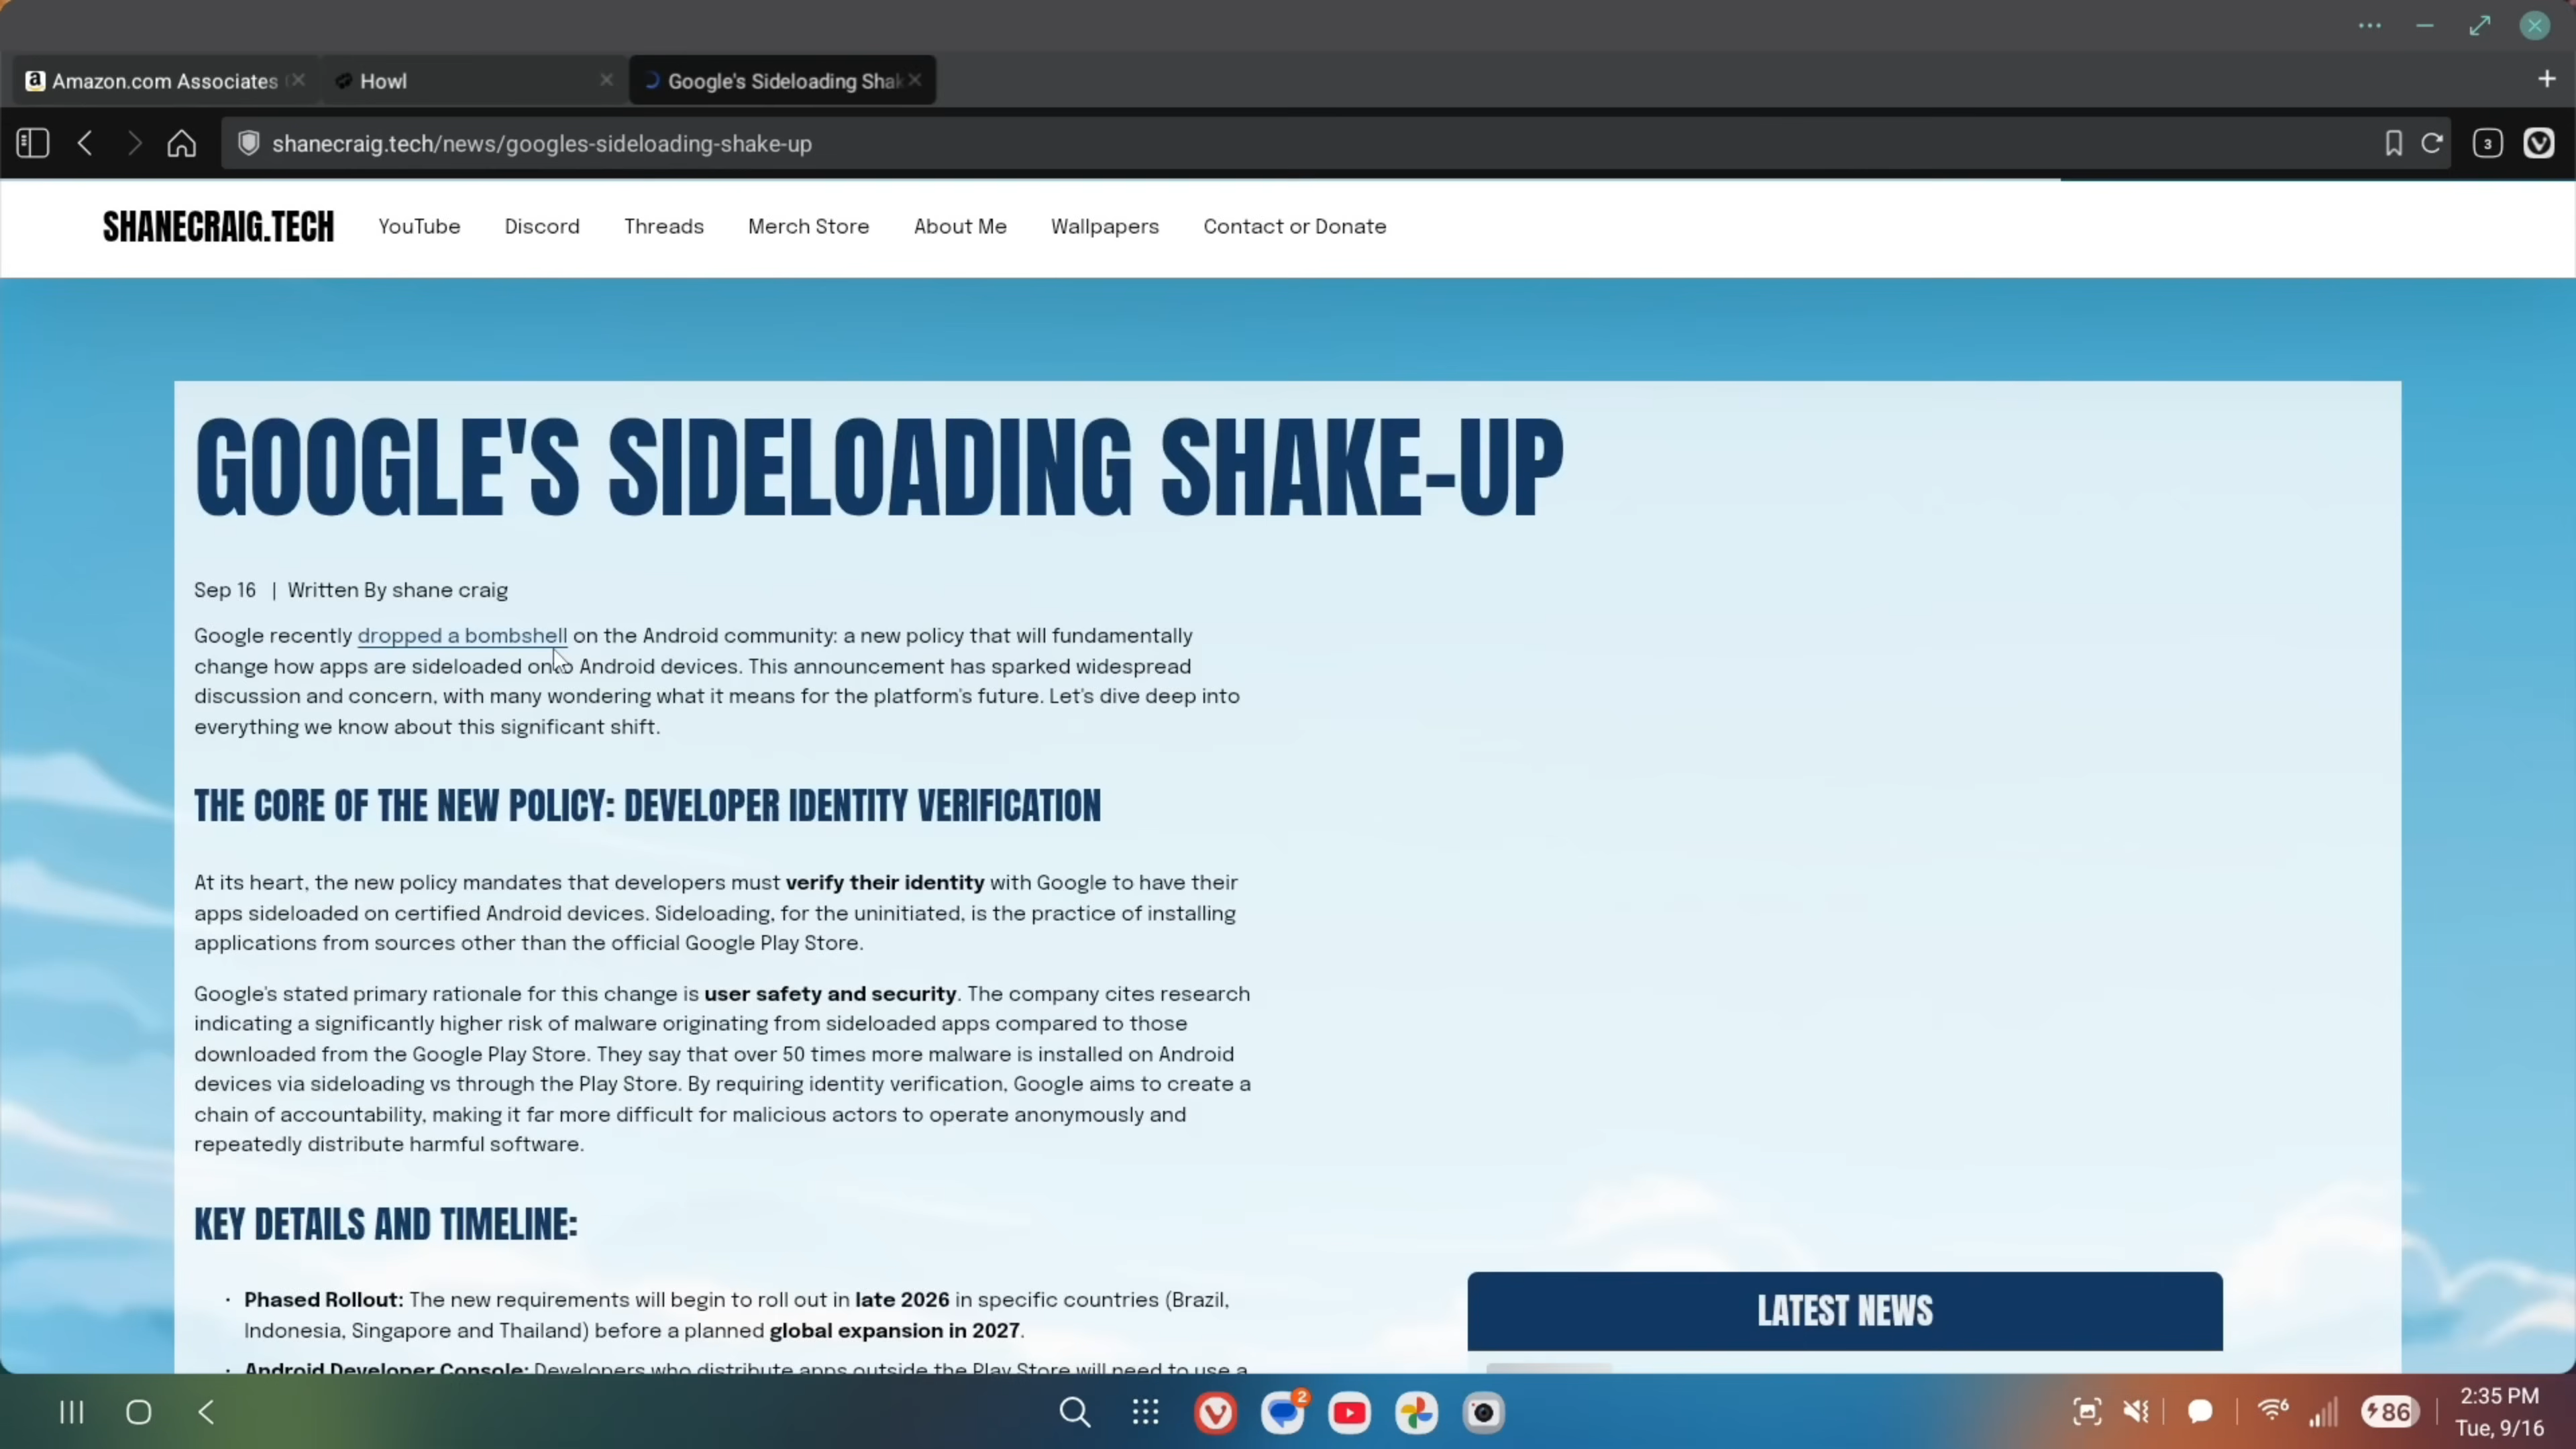 Amazon.com Associates
Howl
Google's Sideloading Shak
shanecraig.tech/news/googles-sideloading-shake-up
3
SHANECRAIG.TECH
YouTube
Discord
Threads
Merch Store
About Me
Wallpapers
Contact or Donate
GOOGLE'S SIDELOADING SHAKE-UP
Sep 16 | Written By shane craig
Google recently dropped a bombshell on the Android community: a new policy that will fundamentally
change how apps are sideloaded onto Android devices. This announcement has sparked widespread
discussion and concern, with many wondering what it means for the platform's future. Let's dive deep into
everything we know about this significant shift.
THE CORE OF THE NEW POLICY: DEVELOPER IDENTITY VERIFICATION
At its heart, the new policy mandates that developers must verify their identity with Google to have their
apps sideloaded on certified Android devices. Sideloading, for the uninitiated, is the practice of installing
applications from sources other than the official Google Play Store.
Google's stated primary rationale for this change is user safety and security. The company cites research
indicating a significantly higher risk of malware originating from sideloaded apps compared to those
downloaded from the Google Play Store. They say that over 50 times more malware is installed on Android
devices via sideloading vs through the Play Store. By requiring identity verification, Google aims to create a
chain of accountability, making it far more difficult for malicious actors to operate anonymously and
repeatedly distribute harmful software.
KEY DETAILS AND TIMELINE:
· Phased Rollout: The new requirements will begin to roll out in late 2026 in specific countries (Brazil,
Indonesia, Singapore and Thailand) before a planned global expansion in 2027.
· Android Developer Console: Developers who distribute apps outside the Play Store will need to use a
LATEST NEWS
2
86
2:35 PM
Tue, 9/16